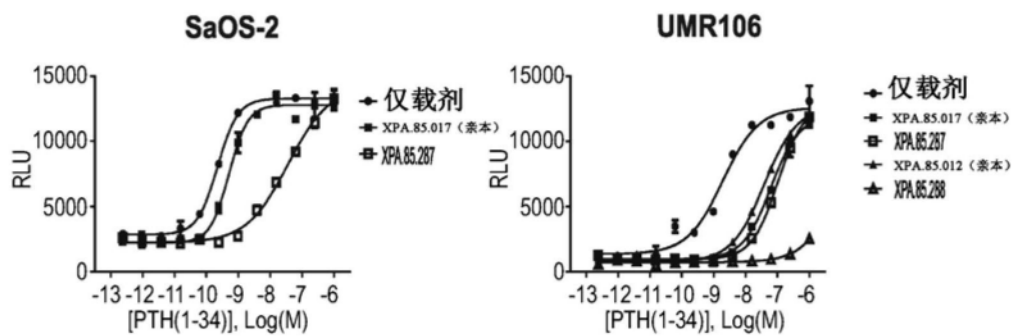 SaOS-2
15000
10000
5000
0
RLU
-13 -12 -11 -10 -9 -8 -7 -6
[PTH(1-34)], Log(M)
仅载剂
XPA.85.017（亲本）
XPA.85.287
UMR106
15000
10000
5000
0
RLU
-13 -12 -11 -10 -9 -8 -7 -6
[PTH(1-34)], Log(M)
仅载剂
XPA.85.017（亲本）
XPA.85.287
XPA.85.012（亲本）
XPA.85.288